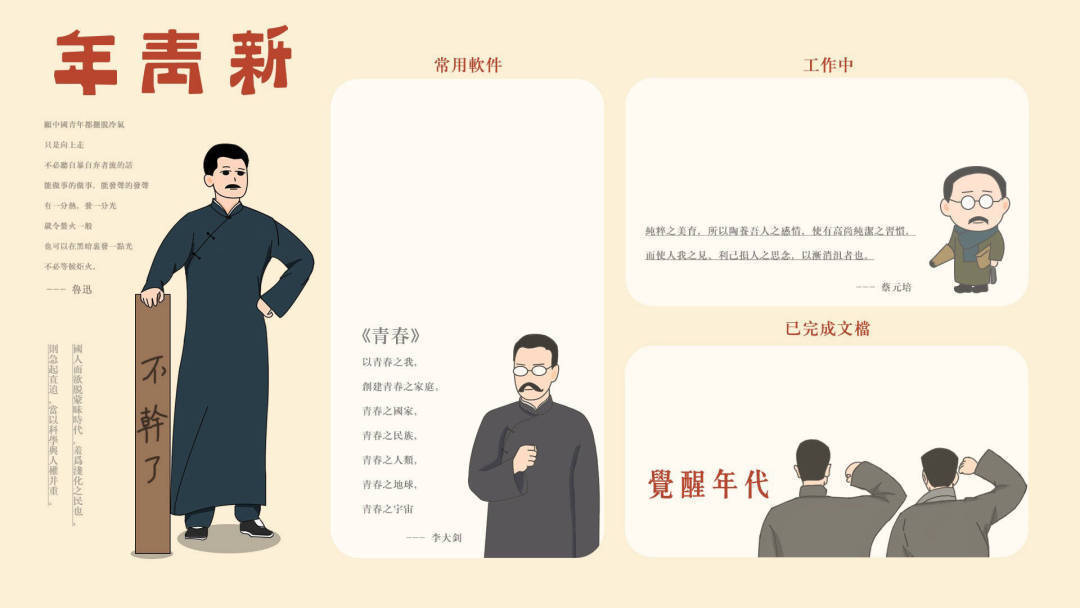 新青年
願中國青年都擺脫冷氣
只是向上走
不必聽自暴自弃者流的話
能做事的做事，能發聲的發聲
有一分熱，發一分光
就令螢火一般
也可以在黑暗裏發一點光
不必等候炬火。
--- 魯迅
國人而欲脱蒙昧時代，羞爲淺化之民也，
則急起直追，當以科學與人權并重。
不幹了
常用軟件
《青春》
以青春之我，
創建青春之家庭，
青春之國家，
青春之民族，
青春之人類，
青春之地球，
青春之宇宙
--- 李大釗
工作中
純粹之美育，所以陶養吾人之感情，使有高尚純潔之習慣，
而使人我之見、利己損人之思念，以漸消沮者也。
--- 蔡元培
已完成文檔
覺醒年代